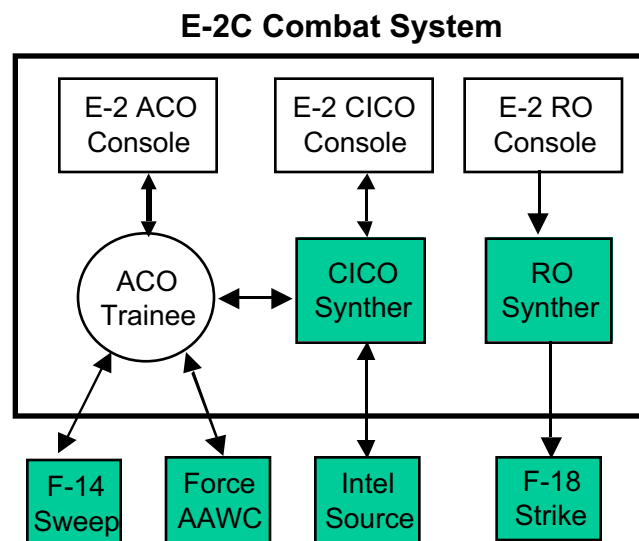 E-2C Combat System
E-2 ACO
Console
E-2 CICO
Console
E-2 RO
Console
ACO
Trainee
CICO
Synther
RO
Synther
F-14
Sweep
Force
AAWC
Intel
Source
F-18
Strike